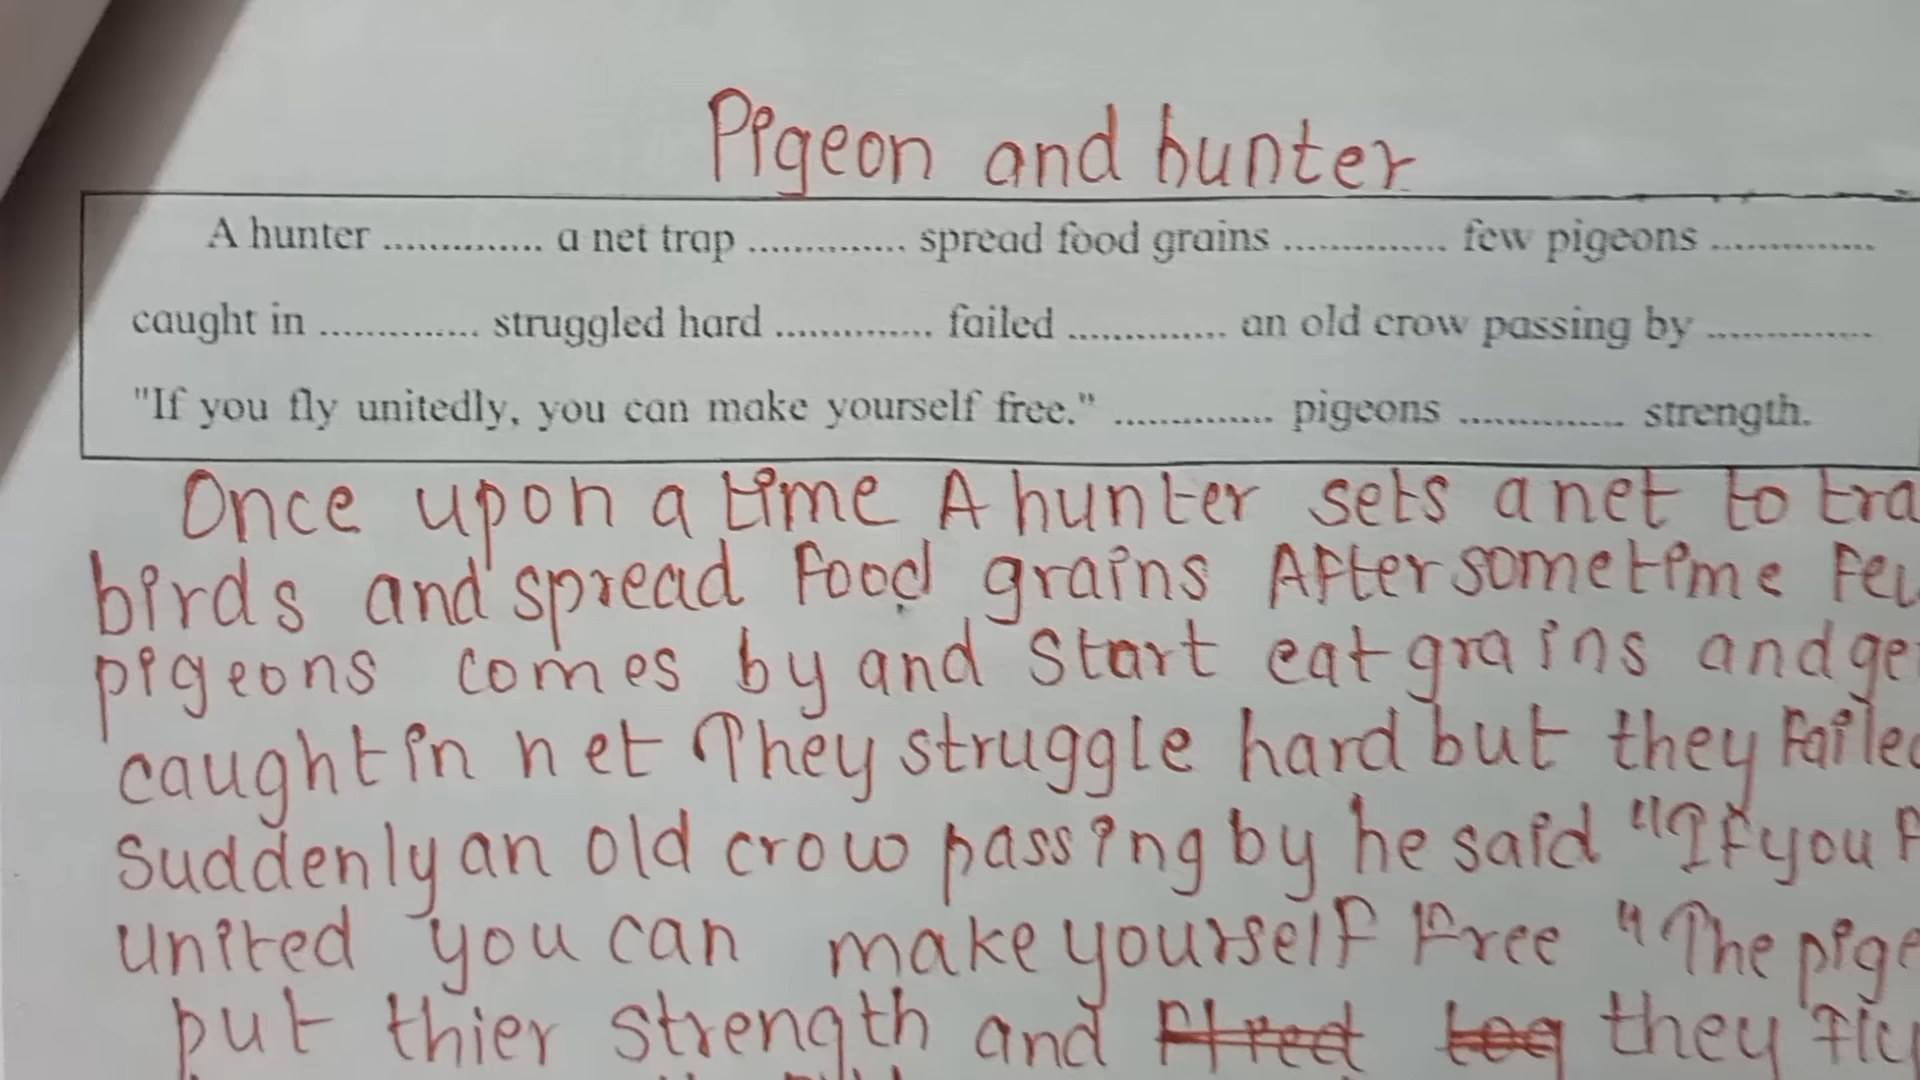 Pigeon and hunter
A hunter .............. a net trap .............. spread food grains .............. few pigeons ..............
caught in .............. struggled hard .............. failed .............. an old crow passing by ..............
"If you fly unitedly, you can make yourself free." .............. pigeons .............. strength.
Once upon a time A hunter sets a net to tra
birds and spread food grains After sometime
pigeons comes by and start eat grains and ge
caught in net They struggle hard but they failed
Suddenly an old crow passing by he said "If you
united you can make yourself free " The pige
put thier strength and they fly